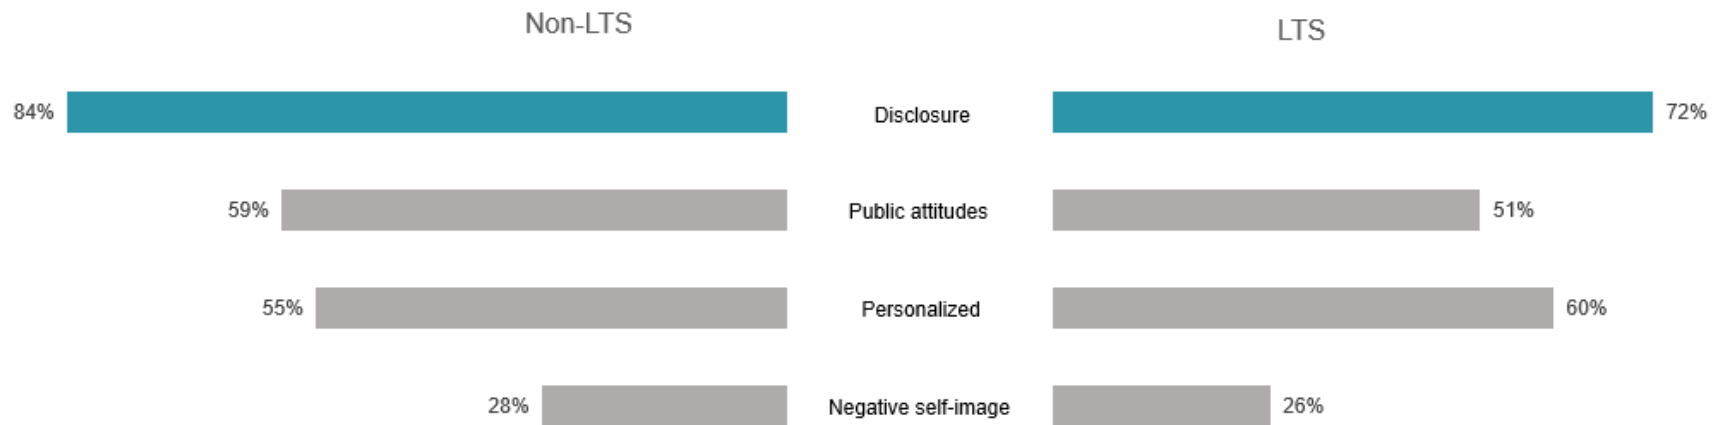 Non-LTS
LTS
84%
Disclosure
72%
59%
Public attitudes
51%
55%
Personalized
60%
28%
Negative self-image
26%